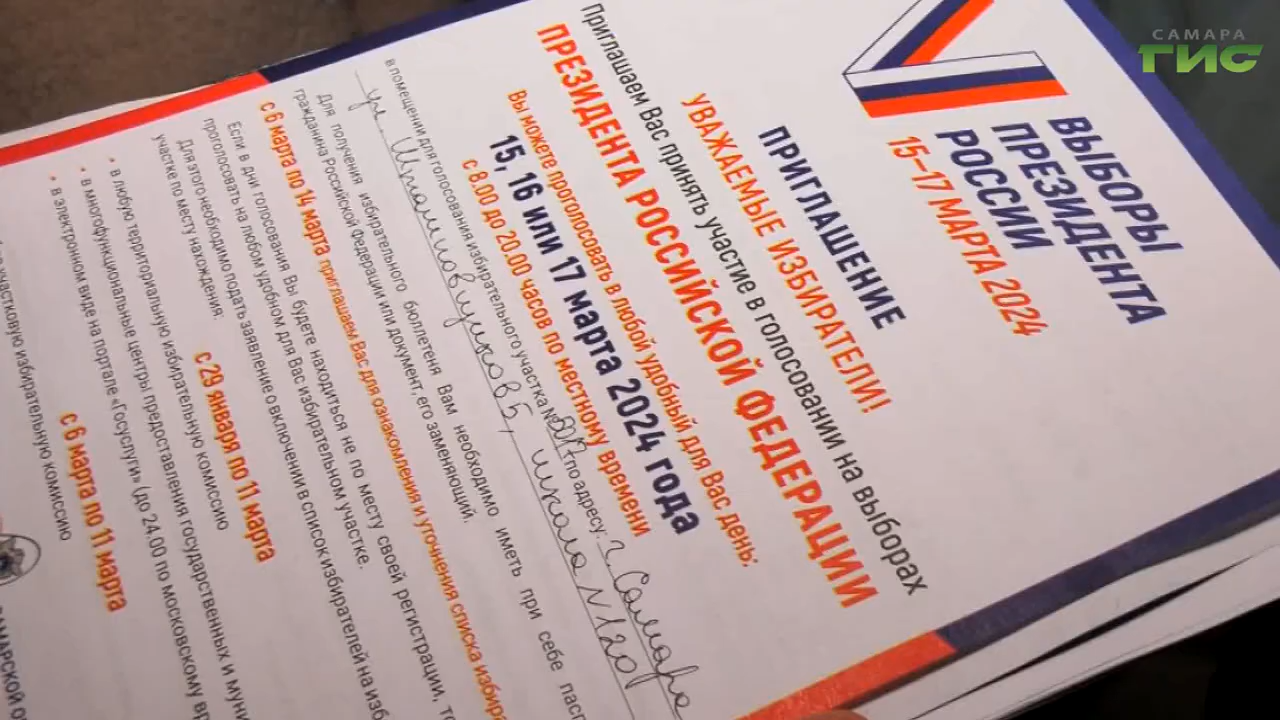 САМАРА
ГИС
ВЫБОРЫ
ПРЕЗИДЕНТА
РОССИИ
15–17 МАРТА 2024
ПРИГЛАШЕНИЕ
УВАЖАЕМЫЕ ИЗБИРАТЕЛИ!
Приглашаем Вас принять участие в голосовании на выборах
ПРЕЗИДЕНТА РОССИЙСКОЙ ФЕДЕРАЦИИ
Вы можете проголосовать в любой удобный для Вас день:
15, 16 или 17 марта 2024 года
с 8.00 до 20.00 часов по местному времени
в помещении для голосования избирательного участка № по адресу: г. Самара
ул. 5, школа N120
Для получения избирательного бюллетеня Вам необходимо иметь при себе
гражданина Российской Федерации или документ, его заменяющий.
с 6 марта по 14 марта приглашаем Вас для ознакомления и уточнения списка
Если в дни голосования Вы будете находиться не по месту своей регистрации,
проголосовать на любом удобном для Вас избирательном участке.
Для этого необходимо подать заявление о включении в список избирателей на
участке по месту нахождения:
с 29 января по 11 марта
• в любую территориальную избирательную комиссию
• в многофункциональные центры предоставления государственных и
• в электронном виде на портале «Госуслуги» (до 24.00 по московскому
с 6 марта по 11 марта
участковую избирательную комиссию